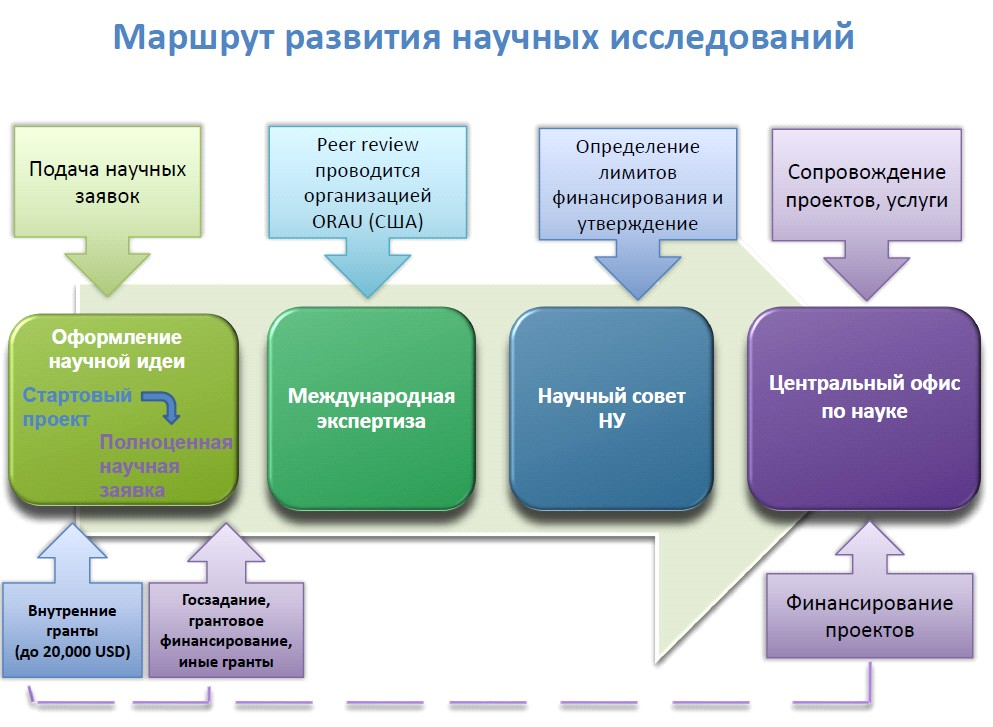 Маршрут развития научных исследований
Подача научных
заявок
Peer review
проводится
организацией
ORAU (США)
Определение
лимитов
финансирования и
утверждение
Сопровождение
проектов, услуги
Оформление
научной идеи
Стартовый
проект
Полноценная
научная
заявка
Международная
экспертиза
Научный совет
НУ
Центральный офис
по науке
Внутренние
гранты
(до 20,000 USD)
Госзадание,
грантовое
финансирование,
иные гранты
Финансирование
проектов